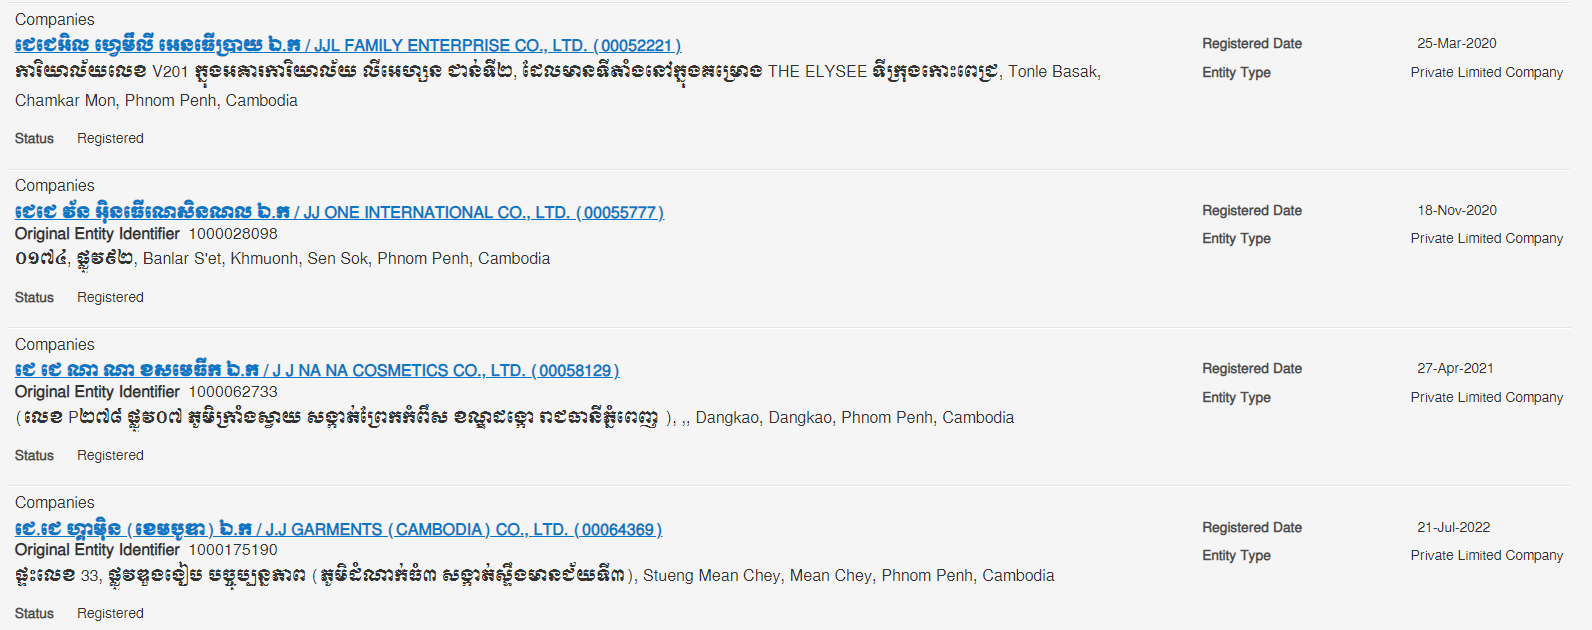 Companies
ជេជេអិល ហ្វេមីលី អេនធើប្រាយ ឯ.ក / JJL FAMILY ENTERPRISE CO., LTD. (00052221)
Registered Date 25-Mar-2020
ការិយាល័យលេខ V201 ក្នុងអគារការិយាល័យ លីអេហ្សន ជាន់ទី២, ដែលមានទីតាំងនៅក្នុងគម្រោង THE ELYSEE ទីក្រុងកោះពេជ្រ, Tonle Basak,
Entity Type Private Limited Company
Chamkar Mon, Phnom Penh, Cambodia
Status Registered
Companies
ជេជេ វ័ន អ៊ិនធើណេសិនណល ឯ.ក / JJ ONE INTERNATIONAL CO., LTD. (00055777)
Registered Date 18-Nov-2020
Original Entity Identifier 1000028098
Entity Type Private Limited Company
០១៧៤, ផ្លូវ៩២, Banlar S'et, Khmuonh, Sen Sok, Phnom Penh, Cambodia
Status Registered
Companies
ជេ ជេ ណា ណា ខសមេធីក ឯ.ក / J J NA NA COSMETICS CO., LTD. (00058129)
Registered Date 27-Apr-2021
Original Entity Identifier 1000062733
Entity Type Private Limited Company
(លេខ P២៧៨ ផ្លូវ០៧ ភូមិក្រាំងស្វាយ សង្កាត់ព្រែកកំពឹស ខណ្ឌដង្កោ រាជធានីភ្នំពេញ ), ,, Dangkao, Dangkao, Phnom Penh, Cambodia
Status Registered
Companies
ជេ.ជេ ហ្គាម៉ិន (ខេមបូឌា) ឯ.ក / J.J GARMENTS (CAMBODIA) CO., LTD. (00064369)
Registered Date 21-Jul-2022
Original Entity Identifier 1000175190
Entity Type Private Limited Company
ផ្ទះលេខ 33, ផ្លូវឌួងងៀប បច្ចុប្បន្នភាព (ភូមិដំណាក់ធំ៣ សង្កាត់ស្ទឹងមានជ័យទី៣), Stueng Mean Chey, Mean Chey, Phnom Penh, Cambodia
Status Registered